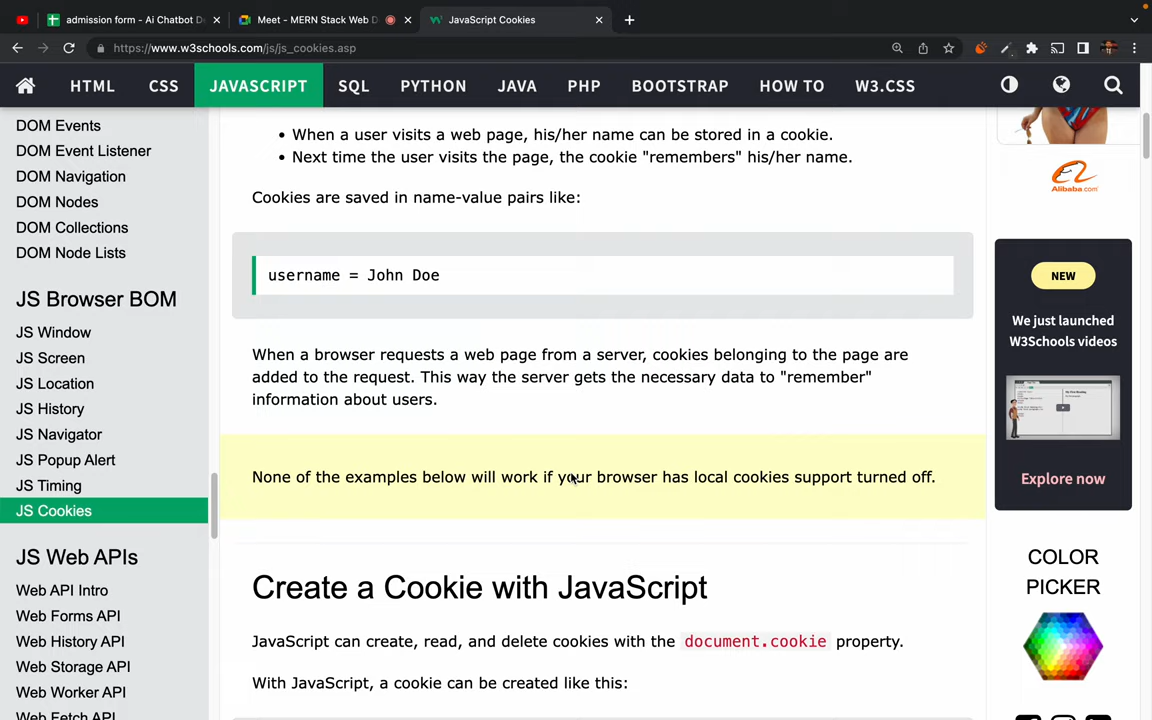 admission form - Ai Chatbot D
Meet - MERN Stack Web D
JavaScript Cookies
https://www.w3schools.com/js/js_cookies.asp
HTML
CSS
JAVASCRIPT
SQL
PYTHON
JAVA
PHP
BOOTSTRAP
HOW TO
W3.CSS
DOM Events
DOM Event Listener
DOM Navigation
DOM Nodes
DOM Collections
DOM Node Lists
JS Browser BOM
JS Window
JS Screen
JS Location
JS History
JS Navigator
JS Popup Alert
JS Timing
JS Cookies
JS Web APIs
Web API Intro
Web Forms API
Web History API
Web Storage API
Web Worker API
Web Fetch API
• When a user visits a web page, his/her name can be stored in a cookie.
• Next time the user visits the page, the cookie "remembers" his/her name.
Cookies are saved in name-value pairs like:
username = John Doe
When a browser requests a web page from a server, cookies belonging to the page are
added to the request. This way the server gets the necessary data to "remember"
information about users.
None of the examples below will work if your browser has local cookies support turned off.
Create a Cookie with JavaScript
JavaScript can create, read, and delete cookies with the document.cookie property.
With JavaScript, a cookie can be created like this:
Alibaba.com
NEW
We just launched
W3Schools videos
Explore now
COLOR
PICKER